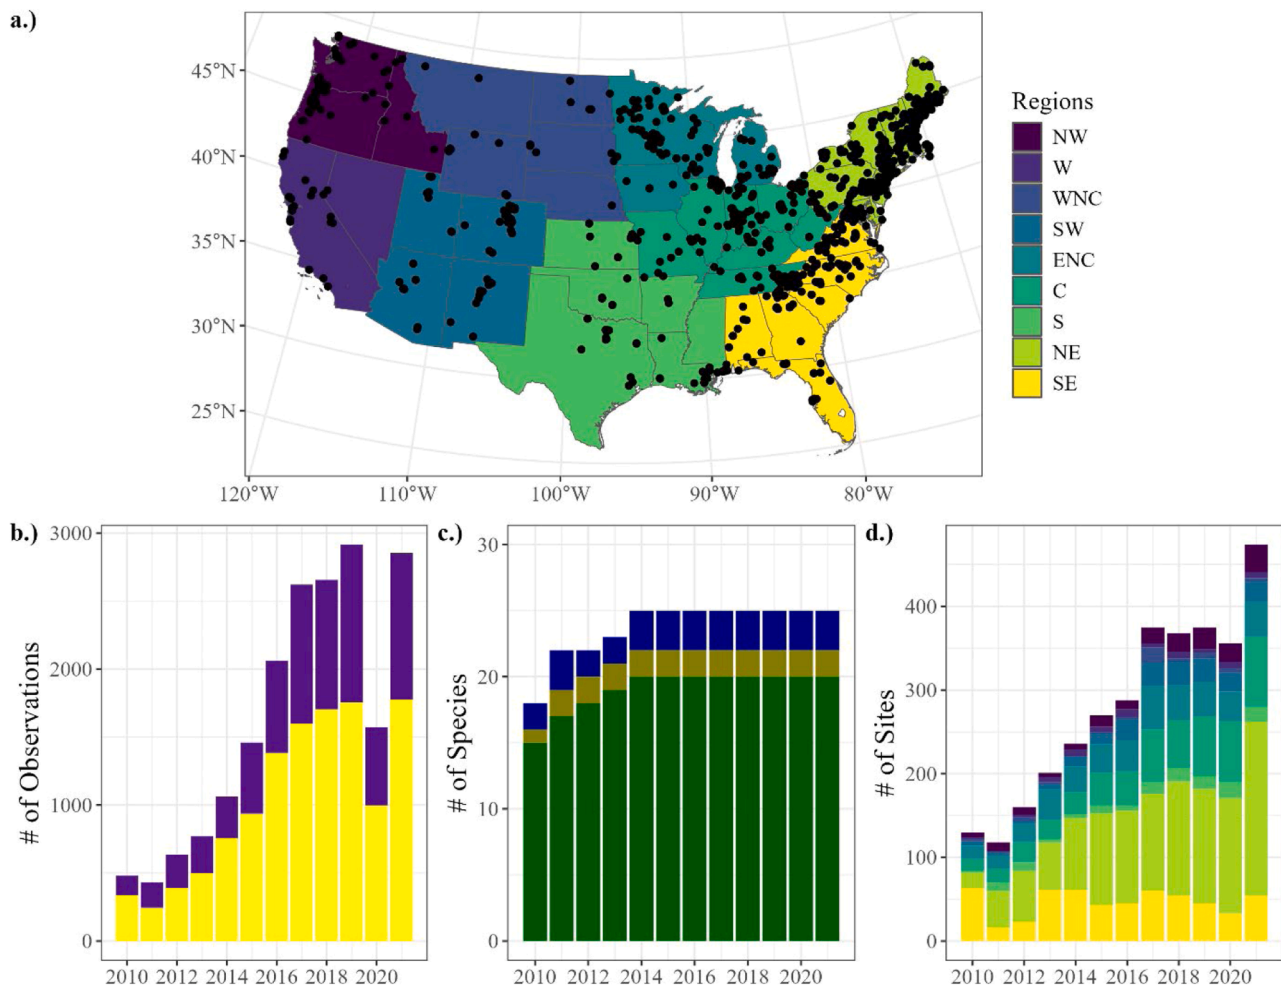 a.)
45°N
40°N
35°N
30°N
25°N
120°W 110°W 100°W 90°W 80°W
Regions
NW
W
WNC
SW
ENC
C
S
NE
SE
b.)
# of Observations
3000
2000
1000
0
2010 2012 2014 2016 2018 2020
c.)
# of Species
30
20
10
0
2010 2012 2014 2016 2018 2020
d.)
# of Sites
400
300
200
100
0
2010 2012 2014 2016 2018 2020